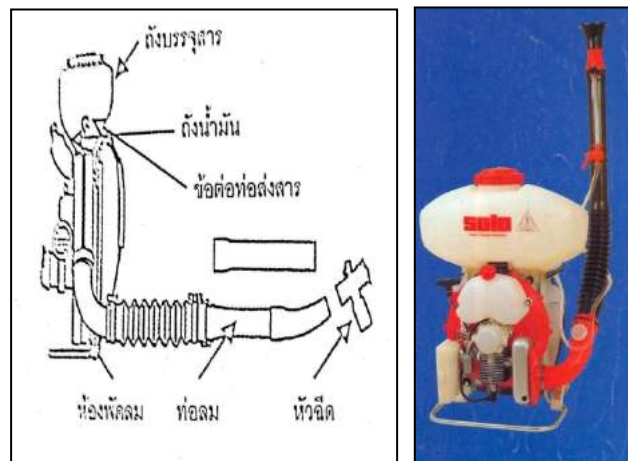 ถังบรรจุสาร
ถังน้ำมัน
ข้อต่อท่อส่งสาร
ห้องพัดลม
ท่อลม
หัวฉีด
solo